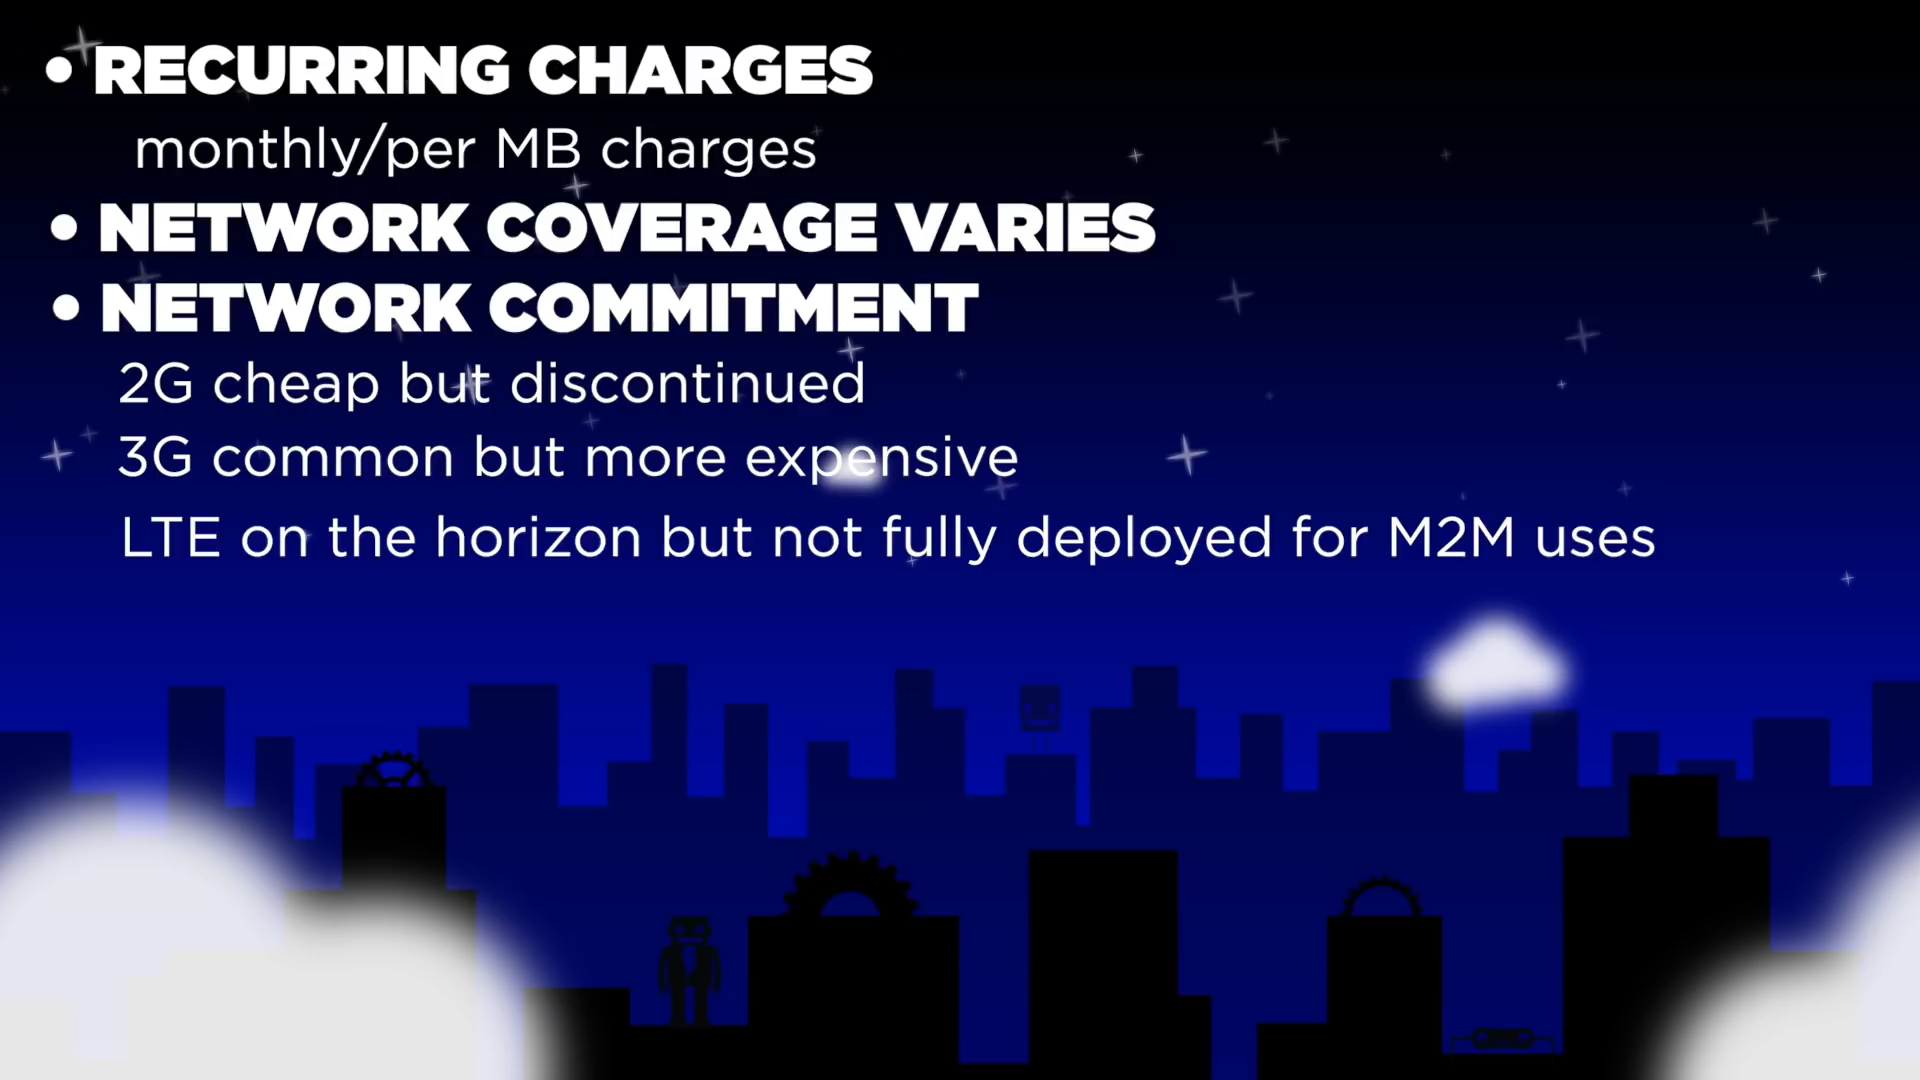 • RECURRING CHARGES
monthly/per MB charges
• NETWORK COVERAGE VARIES
• NETWORK COMMITMENT
2G cheap but discontinued
3G common but more expensive
LTE on the horizon but not fully deployed for M2M uses